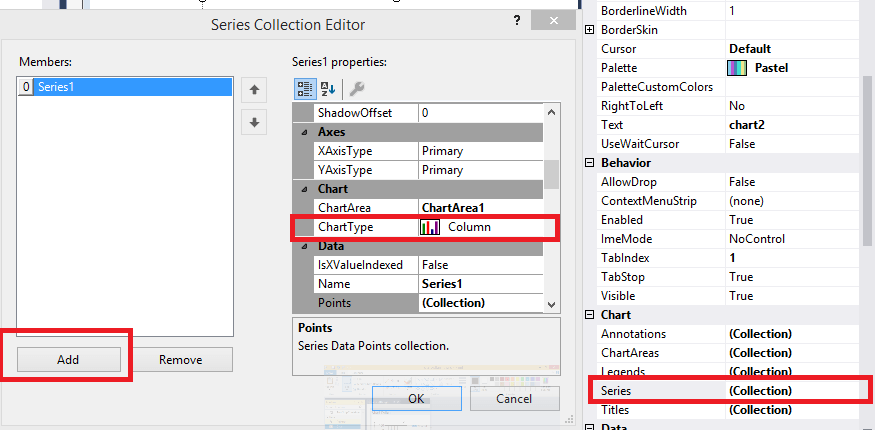 Series Collection Editor
?
Members:
0 Series1
Add
Remove
Series1 properties:
ShadowOffset 0
Axes
XAxisType Primary
YAxisType Primary
Chart
ChartArea ChartArea1
ChartType Column
Data
IsXValueIndexed False
Name Series1
Points (Collection)
Points
Series Data Points collection.
OK
Cancel
BorderlineWidth 1
BorderSkin
Cursor Default
Palette Pastel
PaletteCustomColors
RightToLeft No
Text chart2
UseWaitCursor False
Behavior
AllowDrop False
ContextMenuStrip (none)
Enabled True
ImeMode NoControl
TabIndex 1
TabStop True
Visible True
Chart
Annotations (Collection)
ChartAreas (Collection)
Legends (Collection)
Series (Collection)
Titles (Collection)
Data